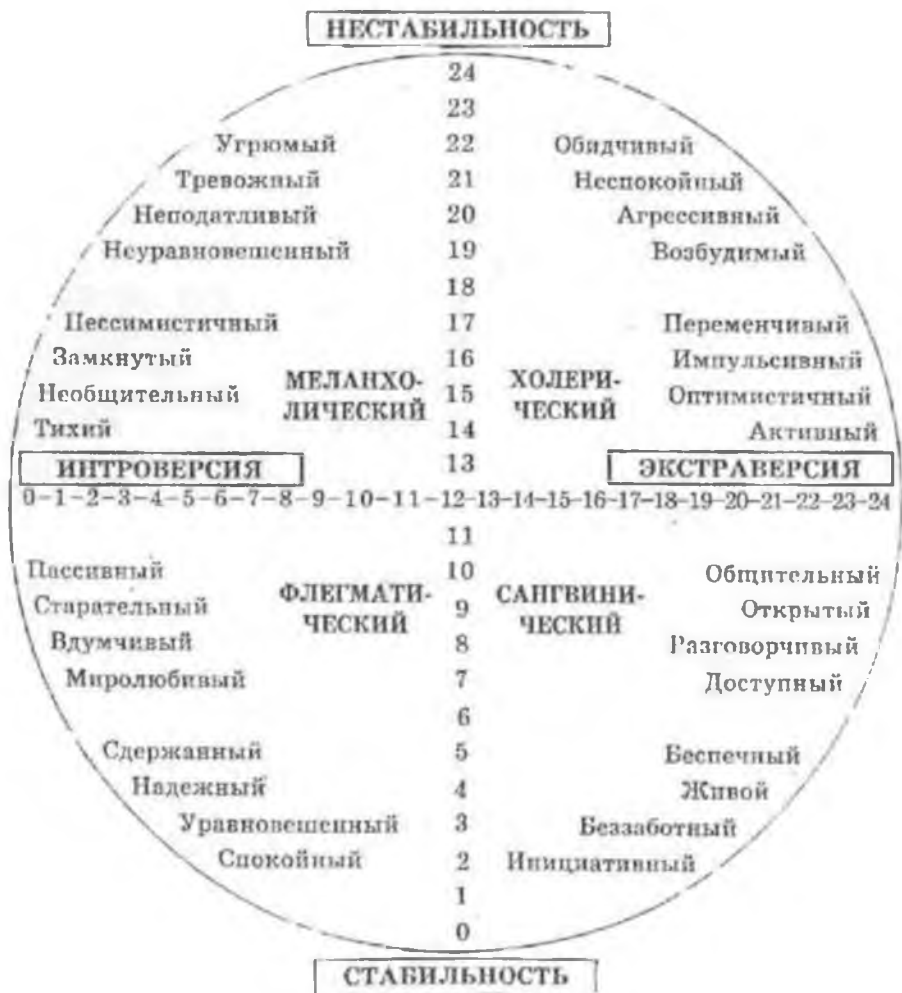 НЕСТАБИЛЬНОСТЬ
24
23
Угрюмый 22 Обидчивый
Тревожный 21 Неспокойный
Неподатливый 20 Агрессивный
Неуравновешенный 19 Возбудимый
18
Пессимистичный 17 Переменчивый
Замкнутый 16 Импульсивный
МЕЛАНХО- ХОЛЕРИ-
Необщительный 15 Оптимистичный
ЛИЧЕСКИЙ ЧЕСКИЙ
Тихий 14 Активный
ИНТРОВЕРСИЯ 13 ЭКСТРАВЕРСИЯ
0-1-2-3-4-5-6-7-8-9-10-11-12-13-14-15-16-17-18-19-20-21-22-23-24
11
Пассивный 10 Общительный
ФЛЕГМАТИ- САНГВИНИ-
Старательный 9 Открытый
ЧЕСКИЙ ЧЕСКИЙ
Вдумчивый 8 Разговорчивый
Миролюбивый 7 Доступный
6
Сдержанный 5 Беспечный
Надежный 4 Живой
Уравновешенный 3 Беззаботный
Спокойный 2 Инициативный
1
0
СТАБИЛЬНОСТЬ